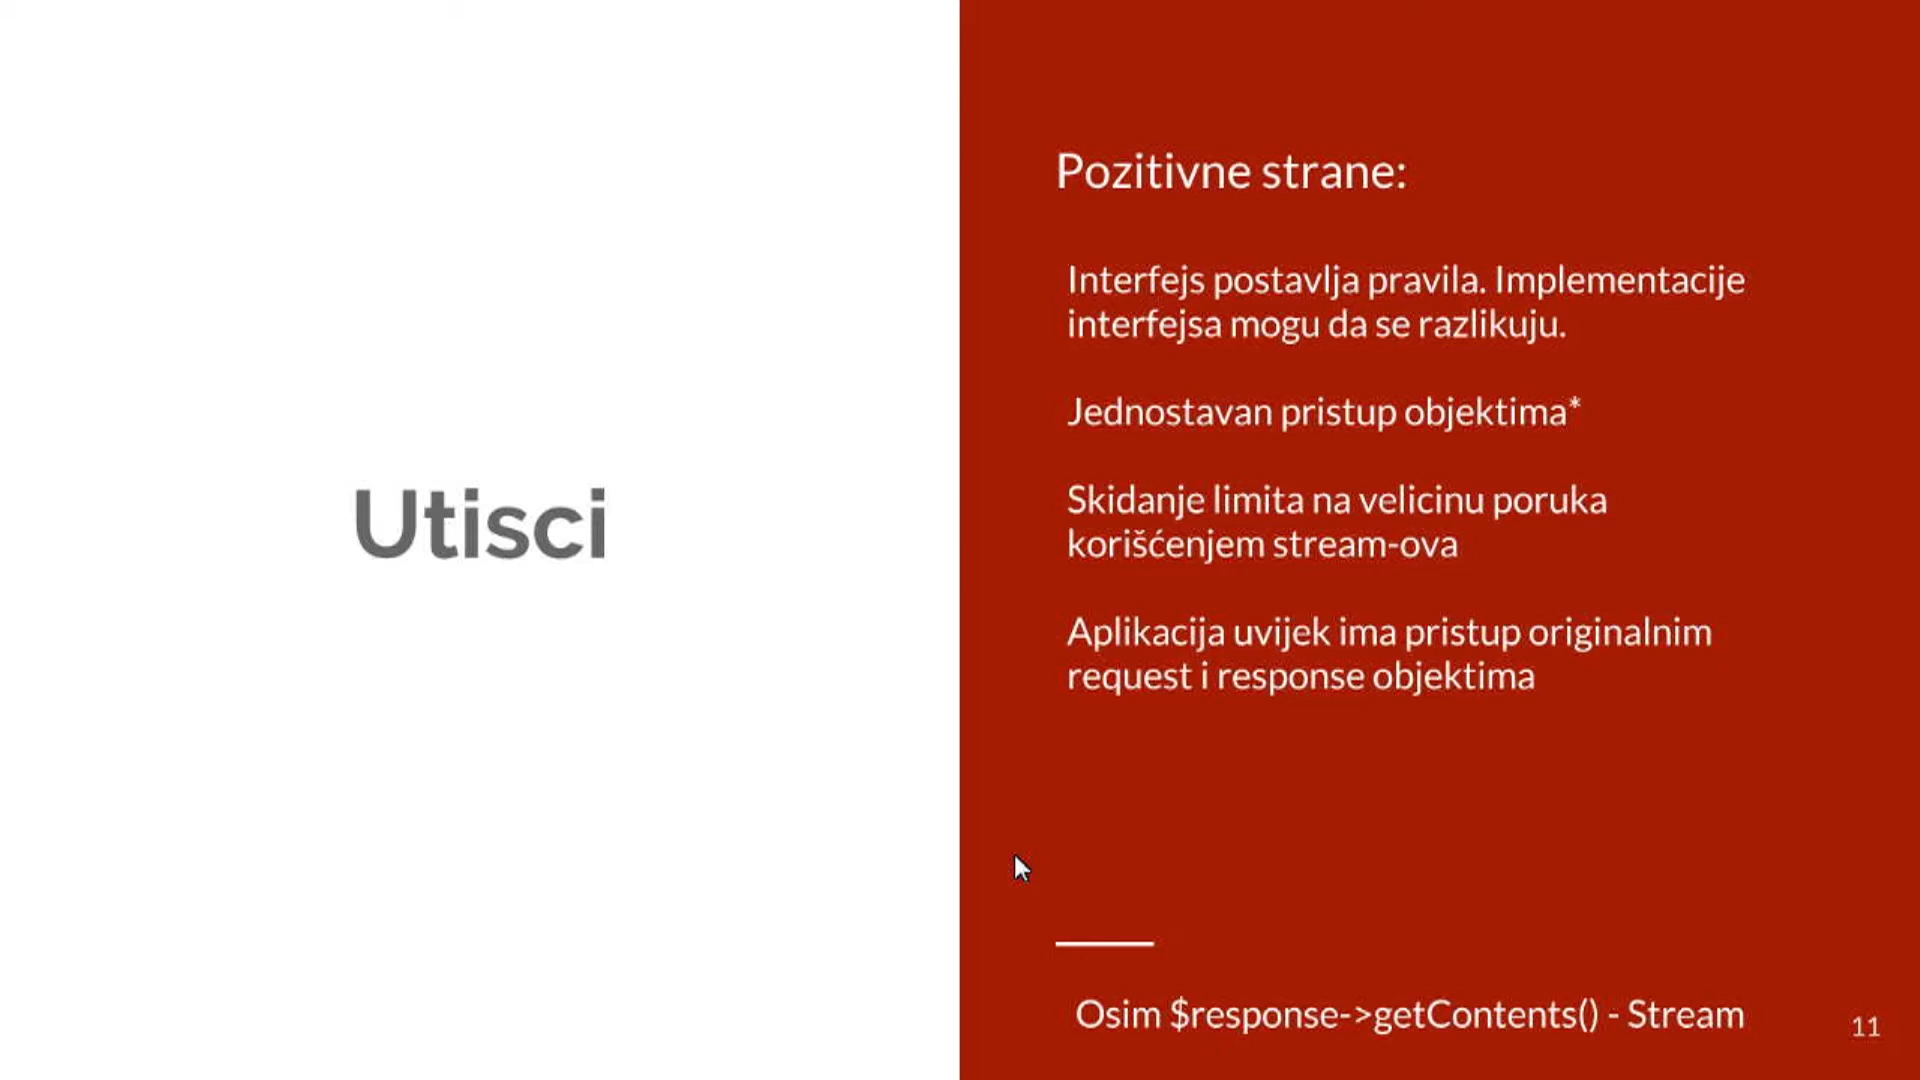 Utisci
Pozitivne strane:
Interfejs postavlja pravila. Implementacije
interfejsa mogu da se razlikuju.
Jednostavan pristup objektima*
Skidanje limita na velicinu poruka
korišćenjem stream-ova
Aplikacija uvijek ima pristup originalnim
request i response objektima
Osim $response->getContents() - Stream
11